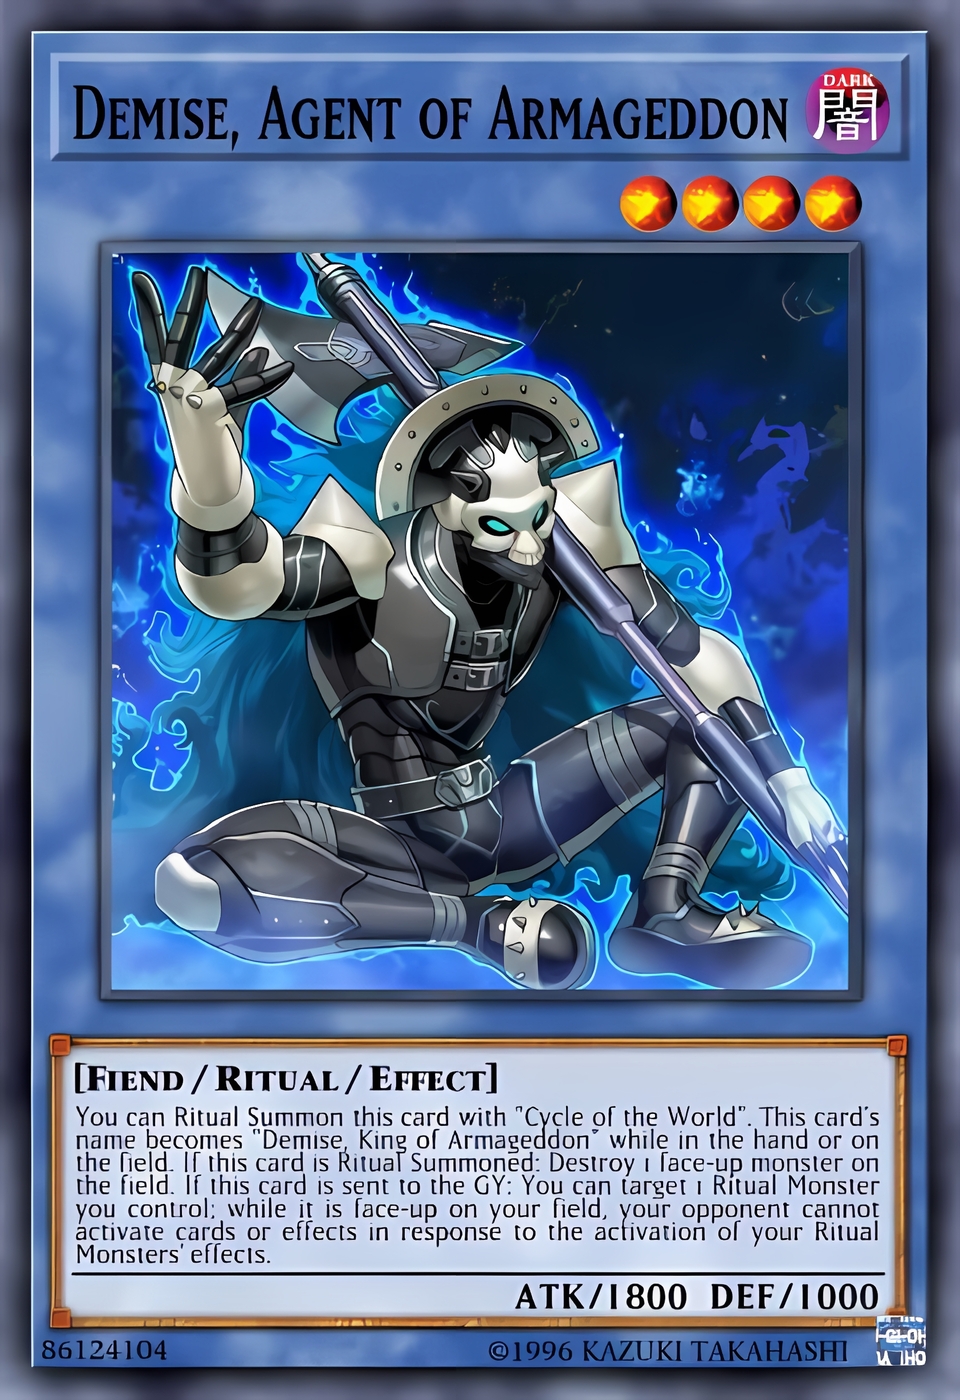 Demise, Agent of Armageddon
DARK
闇
[Fiend / Ritual / Effect]
You can Ritual Summon this card with "Cycle of the World". This card's
name becomes "Demise, King of Armageddon" while in the hand or on
the field. If this card is Ritual Summoned: Destroy 1 face-up monster on
the field. If this card is sent to the GY: You can target 1 Ritual Monster
you control; while it is face-up on your field, your opponent cannot
activate cards or effects in response to the activation of your Ritual
Monsters' effects.
ATK/1800 DEF/1000
86124104 ©1996 KAZUKI TAKAHASHI